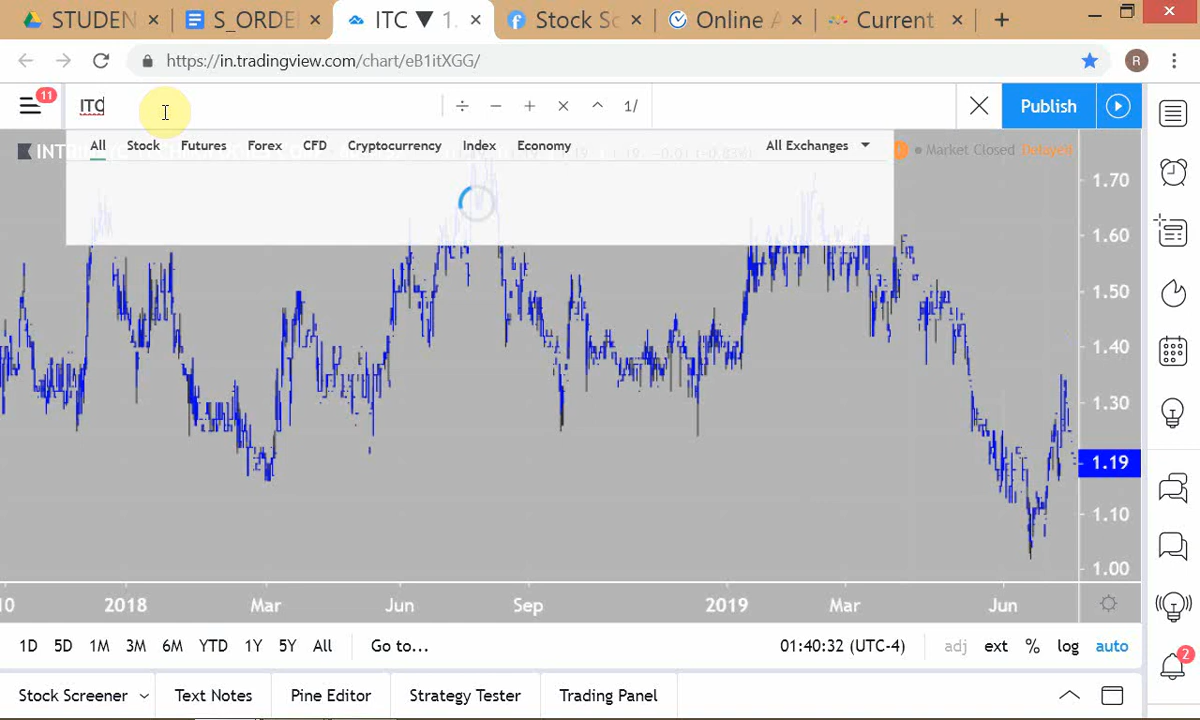 STUDEN
S_ORDE
ITC ▼ 1.
Stock Sc
Online A
Current
https://in.tradingview.com/chart/eB1itXGG/
R
11
ITC
÷ − + × ^ 1/
Publish
All Stock Futures Forex CFD Cryptocurrency Index Economy All Exchanges
Market Closed
1.70
1.60
1.50
1.40
1.30
1.19
1.10
1.00
10 2018 Mar Jun Sep 2019 Mar Jun
1D 5D 1M 3M 6M YTD 1Y 5Y All Go to... 01:40:32 (UTC-4) adj ext % log auto
2
Stock Screener Text Notes Pine Editor Strategy Tester Trading Panel